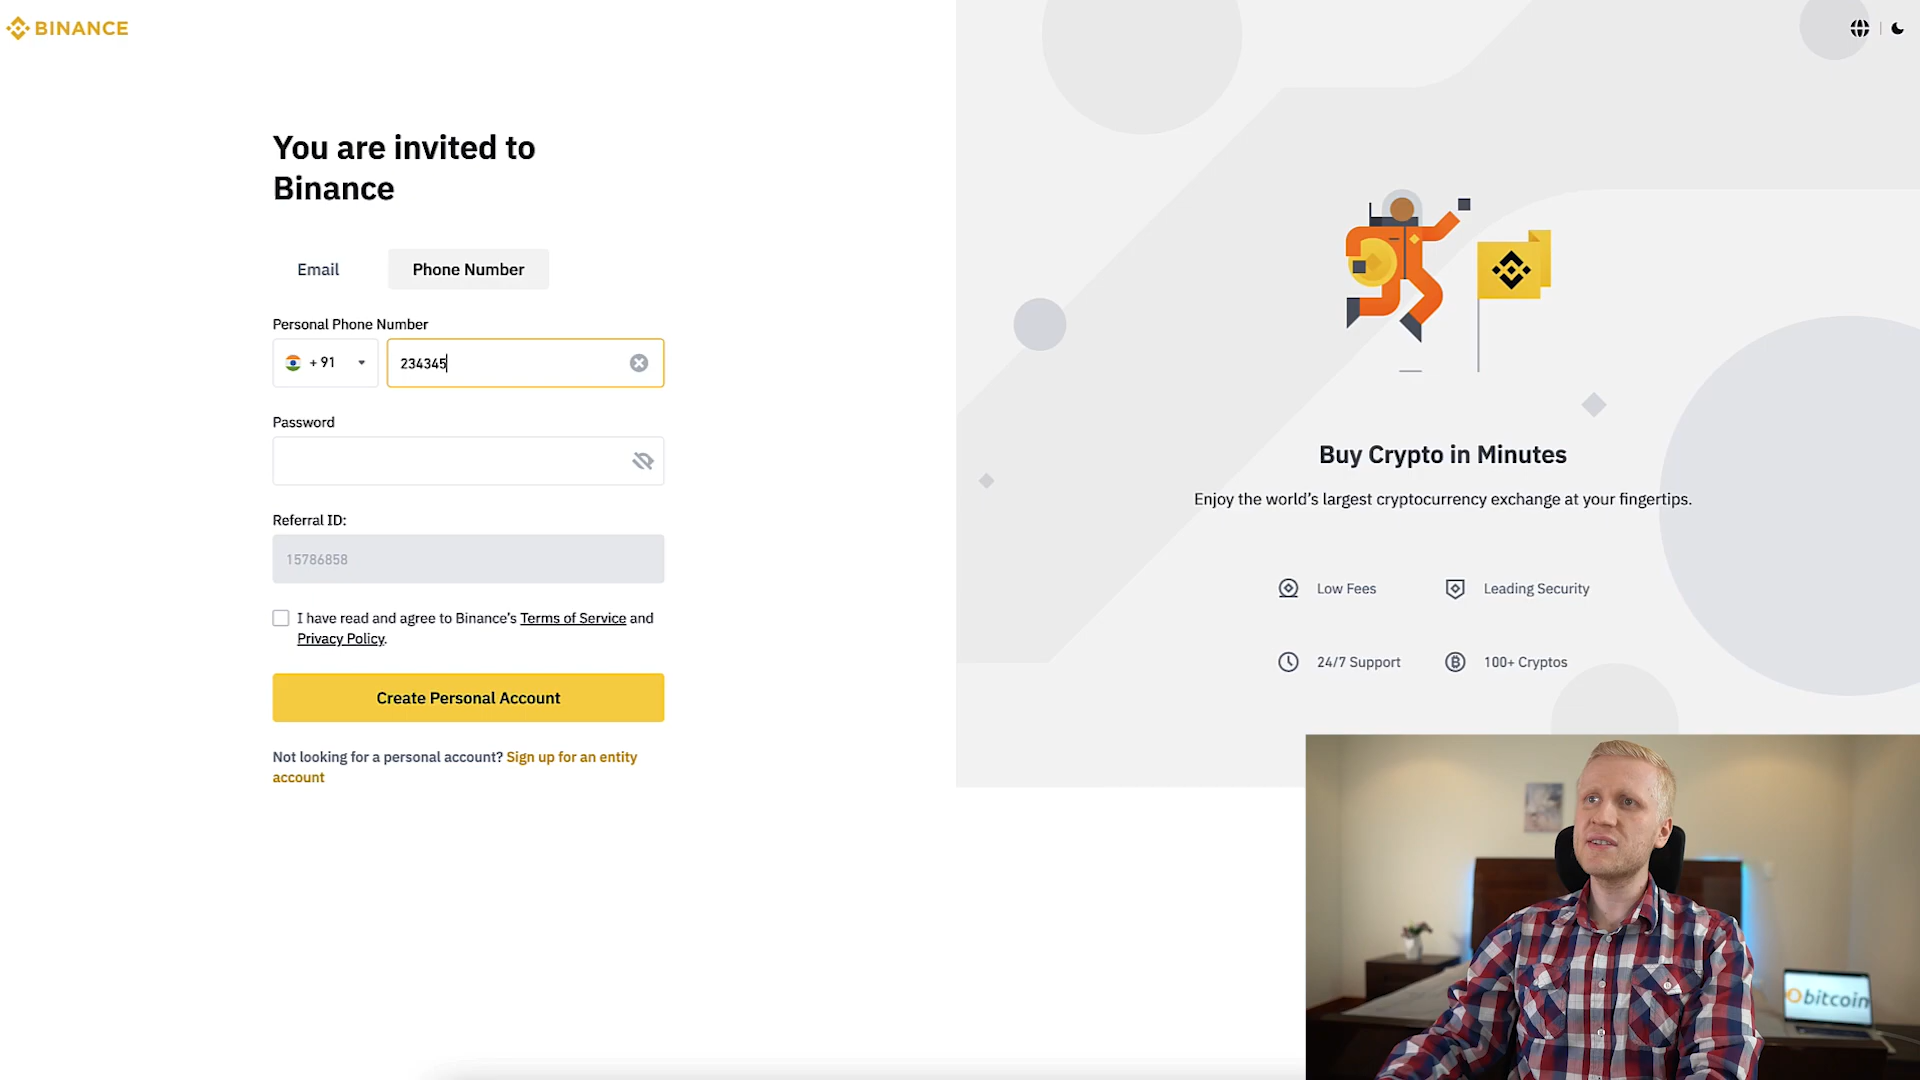 BINANCE
You are invited to
Binance
Email
Phone Number
Personal Phone Number
+ 91
234345
Password
Referral ID:
15786858
I have read and agree to Binance's Terms of Service and
Privacy Policy.
Create Personal Account
Not looking for a personal account? Sign up for an entity
account
Buy Crypto in Minutes
Enjoy the world's largest cryptocurrency exchange at your fingertips.
Low Fees
Leading Security
24/7 Support
100+ Cryptos
bitcoin